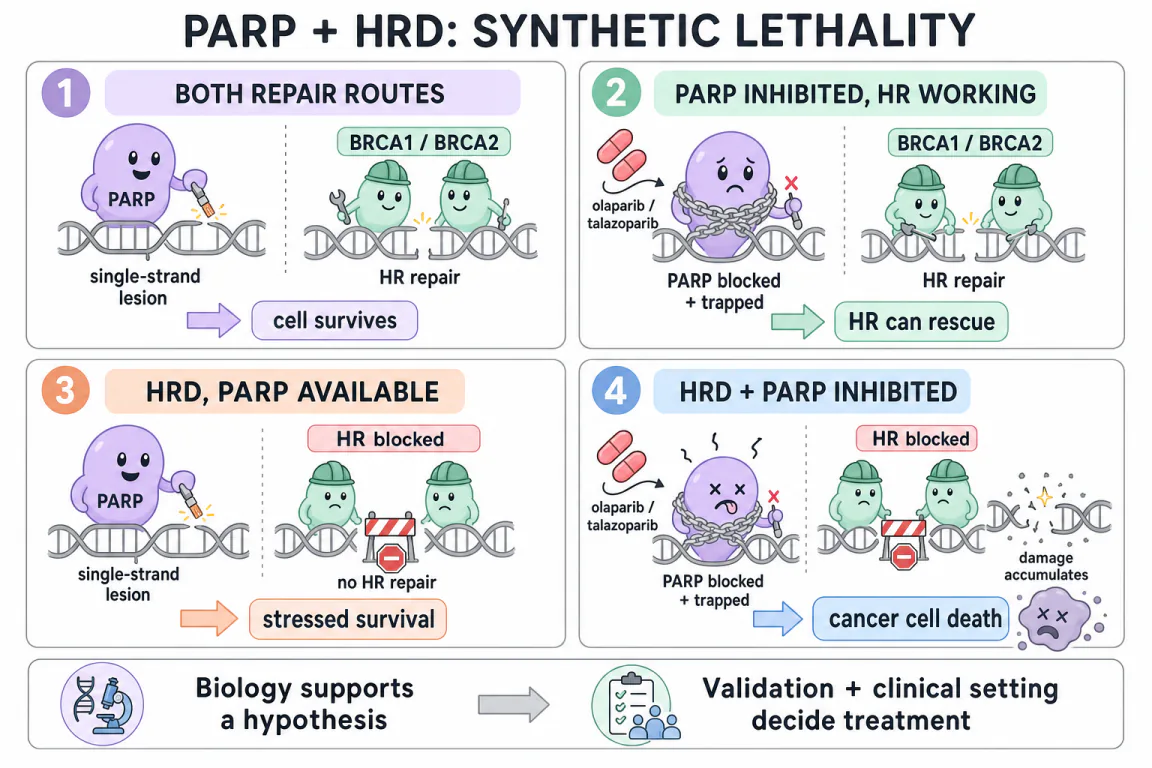 PARP + HRD: SYNTHETIC LETHALITY
1
BOTH REPAIR ROUTES
PARP
single-strand
lesion
BRCA1 / BRCA2
HR repair
cell survives
2
PARP INHIBITED, HR WORKING
olaparib /
talazoparib
PARP blocked
+ trapped
BRCA1 / BRCA2
HR repair
HR can rescue
3
HRD, PARP AVAILABLE
PARP
single-strand
lesion
HR blocked
no HR repair
stressed survival
4
HRD + PARP INHIBITED
olaparib /
talazoparib
PARP blocked
+ trapped
HR blocked
damage
accumulates
cancer cell death
Biology supports
a hypothesis
Validation + clinical setting
decide treatment